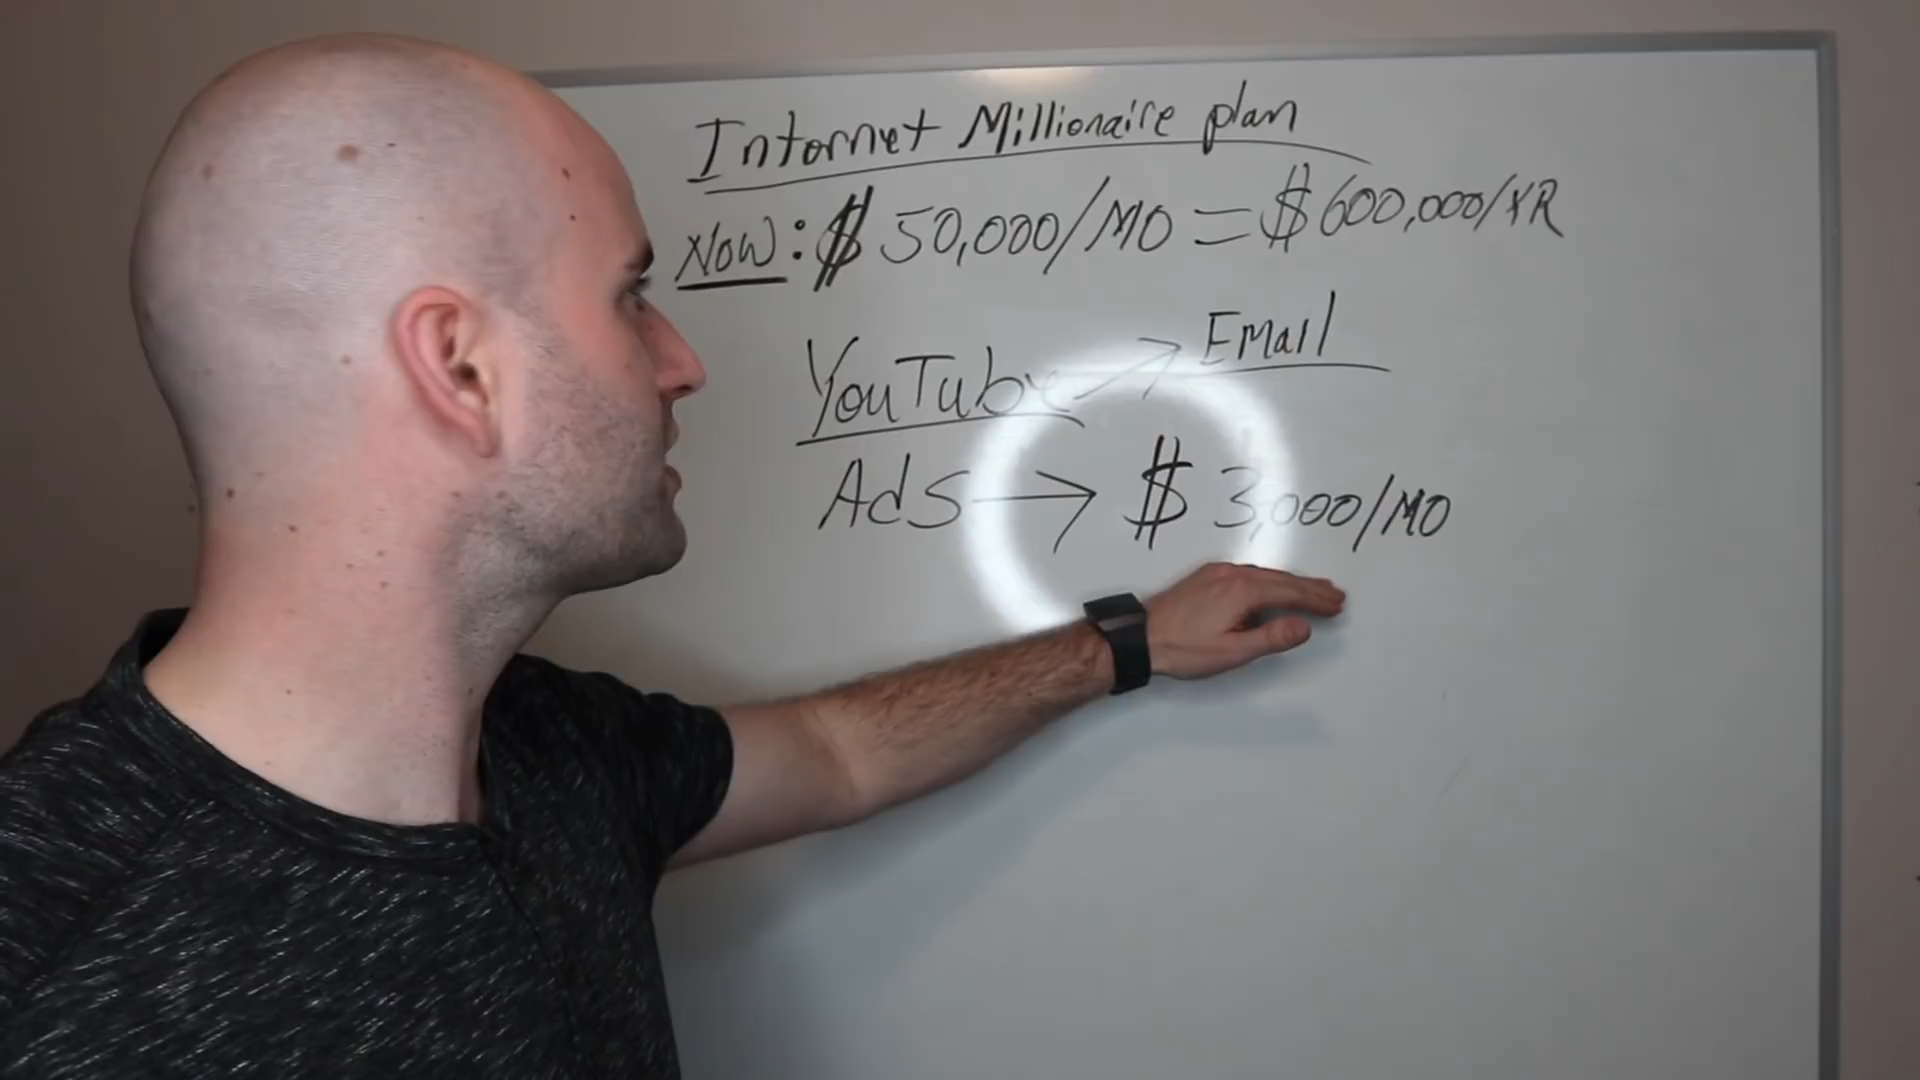 Internet Millionaire plan
NOW: $ 50,000/MO = $600,000/YR
YouTube → Email
Ads → $ 3,000/MO